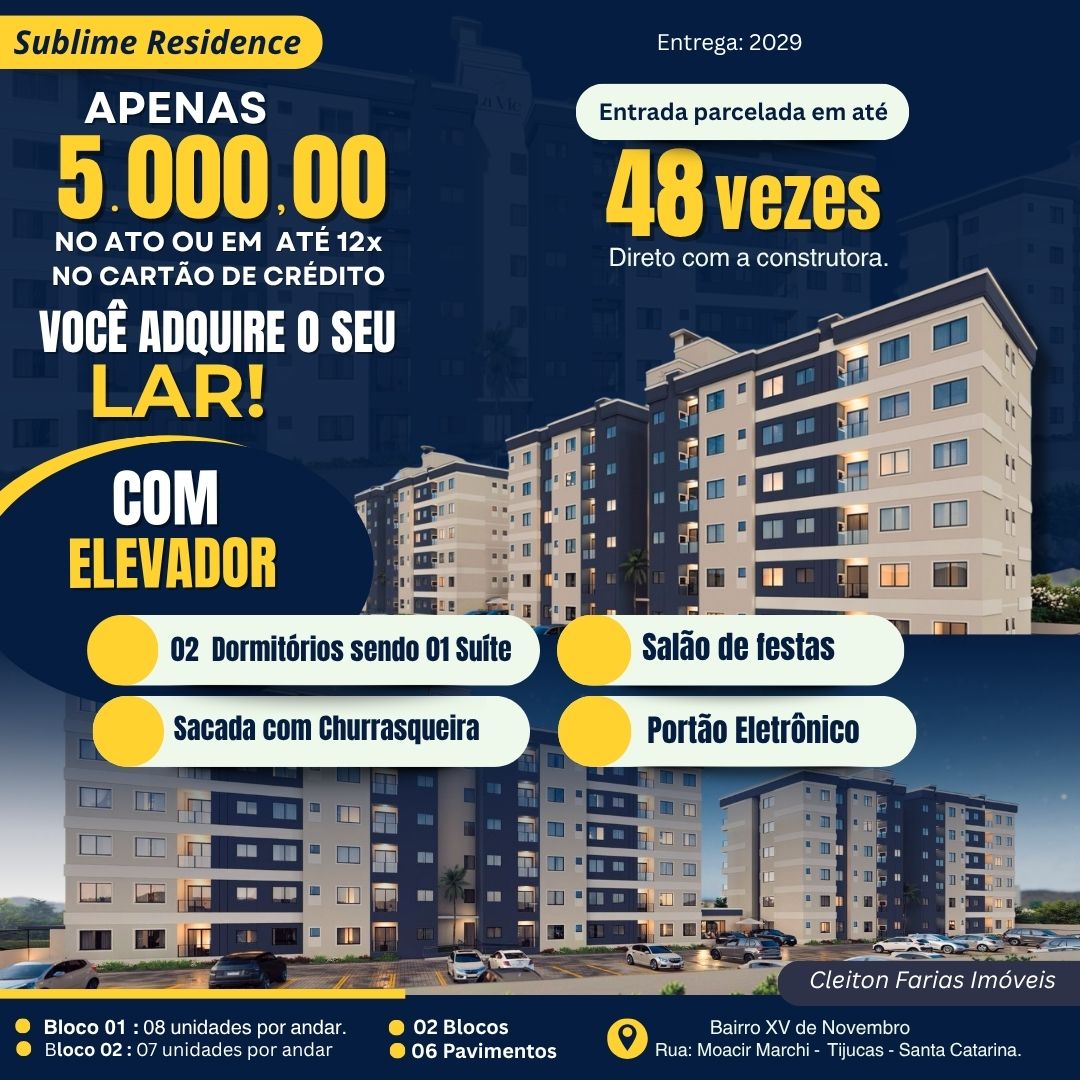 Sublime Residence
Entrega: 2029
APENAS
5.000,00
NO ATO OU EM ATÉ 12x
NO CARTÃO DE CRÉDITO
VOCÊ ADQUIRE O SEU
LAR!
Entrada parcelada em até
48 vezes
Direto com a construtora.
COM
ELEVADOR
02 Dormitórios sendo 01 Suíte
Salão de festas
Sacada com Churrasqueira
Portão Eletrônico
Cleiton Farias Imóveis
Bloco 01 : 08 unidades por andar.
Bloco 02 : 07 unidades por andar
02 Blocos
06 Pavimentos
Bairro XV de Novembro
Rua: Moacir Marchi - Tijucas - Santa Catarina.